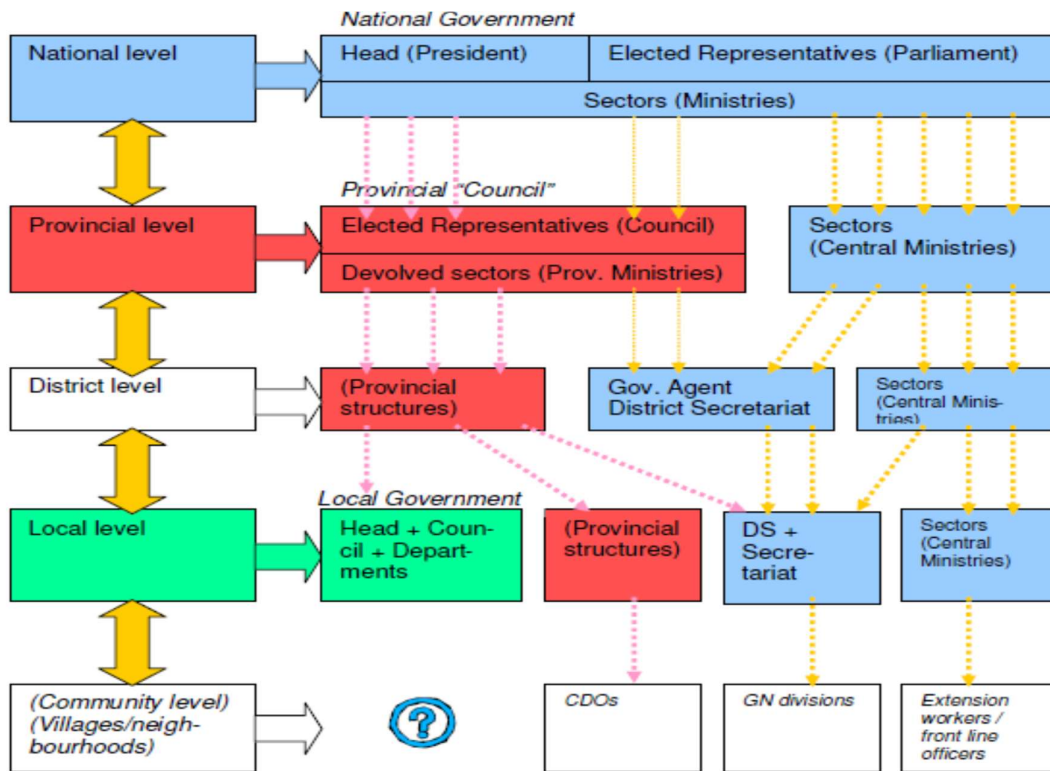 National Government
National level
Head (President)
Elected Representatives (Parliament)
Sectors (Ministries)
Provincial "Council"
Provincial level
Elected Representatives (Council)
Devolved sectors (Prov. Ministries)
Sectors
(Central Ministries)
District level
(Provincial
structures)
Gov. Agent
District Secretariat
Sectors
(Central Minis-
tries)
Local Government
Local level
Head + Coun-
cil + Depart-
ments
(Provincial
structures)
DS +
Secre-
tariat
Sectors
(Central
Ministries)
(Community level)
(Villages/neigh-
bourhoods)
?
CDOs
GN divisions
Extension
workers /
front line
officers